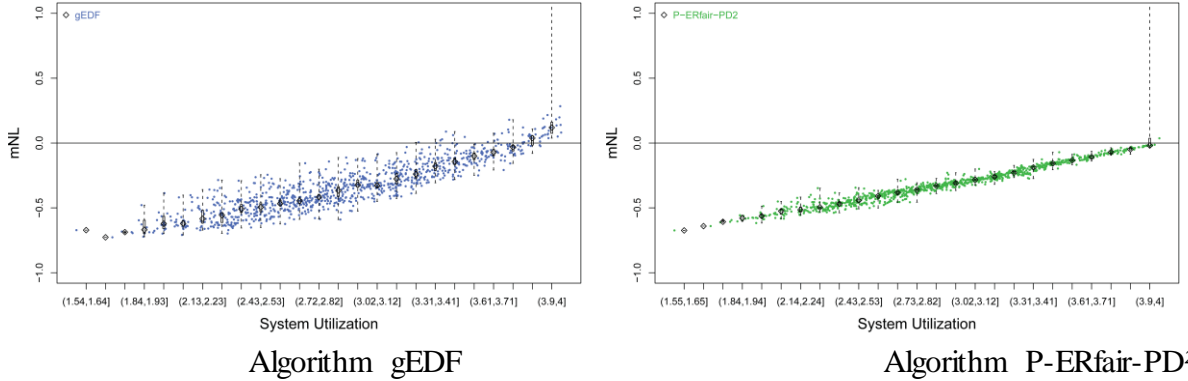 gEDF
mNL
1.0
0.5
0.0
−0.5
−1.0
(1.54,1.64] (1.84,1.93] (2.13,2.23] (2.43,2.53] (2.72,2.82] (3.02,3.12] (3.31,3.41] (3.61,3.71] (3.9,4]
System Utilization
Algorithm gEDF
P−ERfair−PD2
mNL
1.0
0.5
0.0
−0.5
−1.0
(1.55,1.65] (1.84,1.94] (2.14,2.24] (2.43,2.53] (2.73,2.82] (3.02,3.12] (3.31,3.41] (3.61,3.71] (3.9,4]
System Utilization
Algorithm P-ERfair-PD²